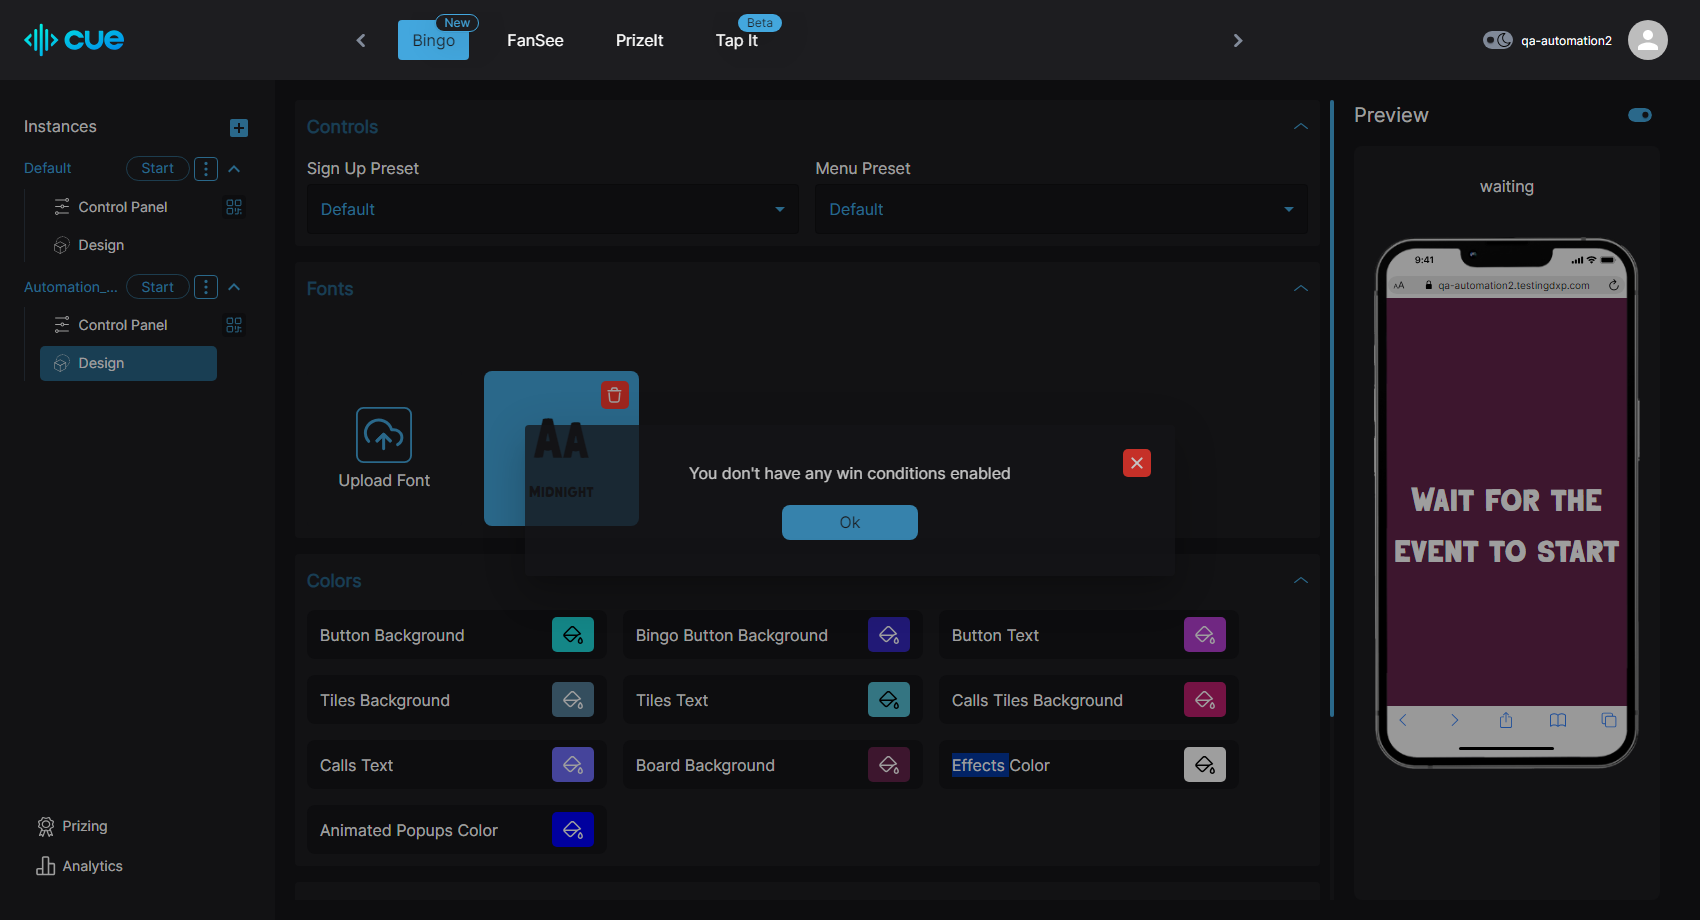 cue
Bingo
New
FanSee
PrizeIt
Tap It
Beta
qa-automation2
Instances
Default
Start
Control Panel
Design
Automation_...
Start
Control Panel
Design
Prizing
Analytics
Controls
Sign Up Preset
Menu Preset
Default
Default
Fonts
Upload Font
AA
MIDNIGHT
You don't have any win conditions enabled
Ok
Colors
Button Background
Bingo Button Background
Button Text
Tiles Background
Tiles Text
Calls Tiles Background
Calls Text
Board Background
Effects Color
Animated Popups Color
Preview
waiting
9:41
AA
qa-automation2.testingdxp.com
WAIT FOR THE
EVENT TO START